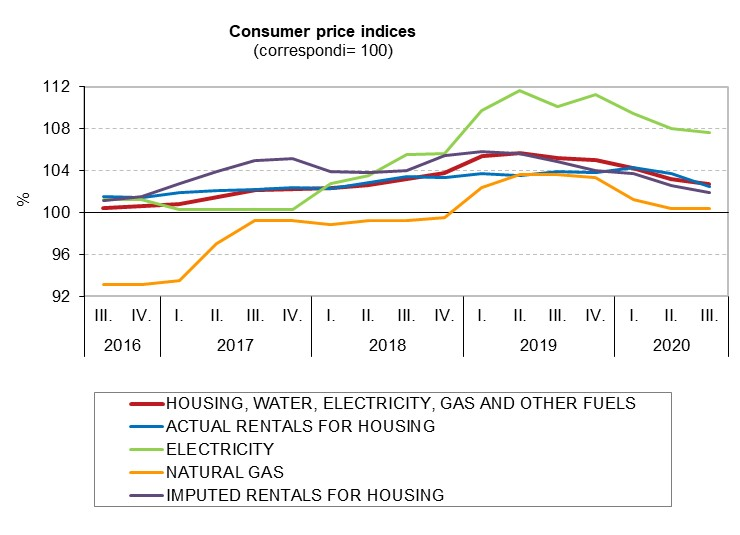 Consumer price indices
(correspondi= 100)
112
108
104
100
96
92
%
III. IV. I. II. III. IV. I. II. III. IV. I. II. III. IV. I. II. III.
2016 2017 2018 2019 2020
HOUSING, WATER, ELECTRICITY, GAS AND OTHER FUELS
ACTUAL RENTALS FOR HOUSING
ELECTRICITY
NATURAL GAS
IMPUTED RENTALS FOR HOUSING